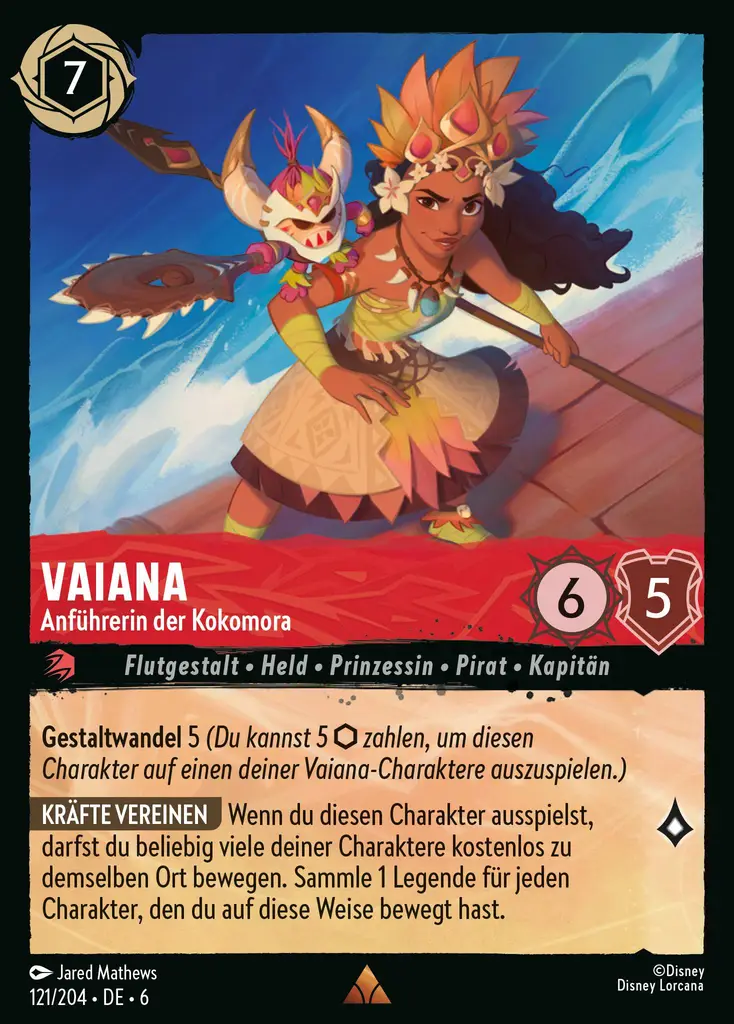 7
VAIANA
Anführerin der Kokomora
6
5
Flutgestalt • Held • Prinzessin • Pirat • Kapitän
Gestaltwandel 5 (Du kannst 5 ⬡ zahlen, um diesen
Charakter auf einen deiner Vaiana-Charaktere auszuspielen.)
KRÄFTE VEREINEN Wenn du diesen Charakter ausspielst,
darfst du beliebig viele deiner Charaktere kostenlos zu
demselben Ort bewegen. Sammle 1 Legende für jeden
Charakter, den du auf diese Weise bewegt hast.
Jared Mathews
121/204 • DE • 6
©Disney
Disney Lorcana